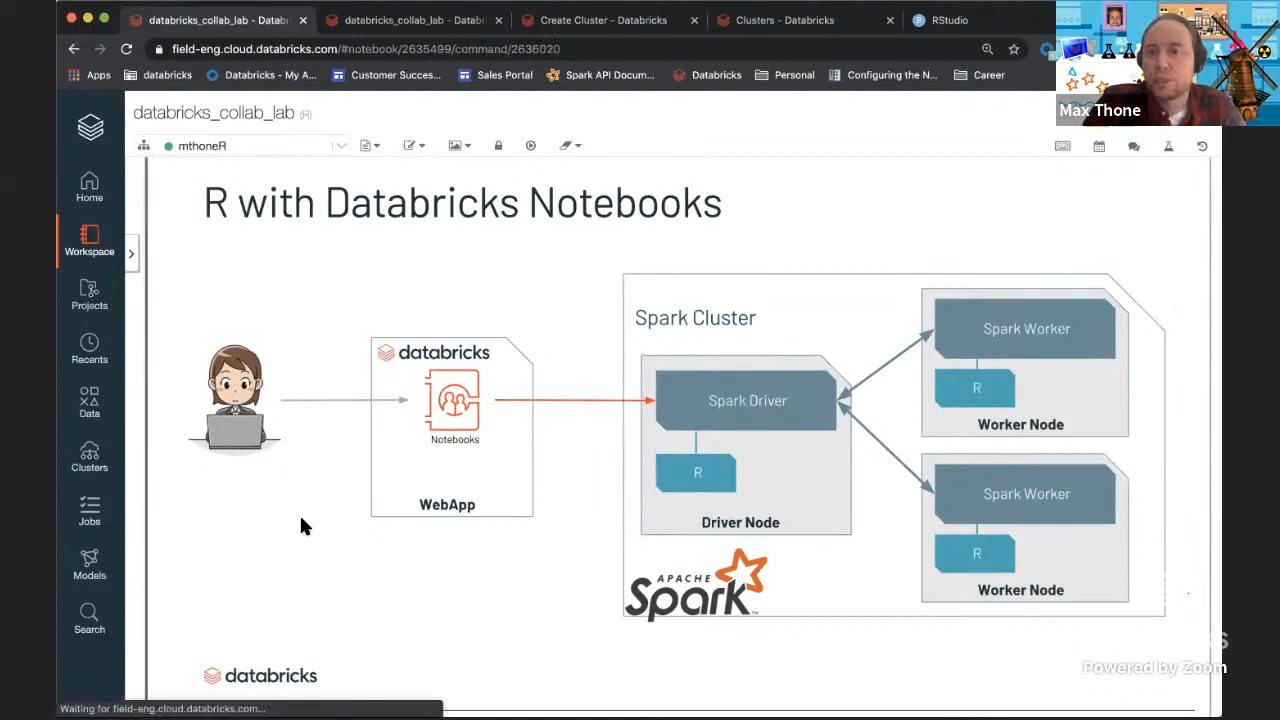 databricks_collab_lab - Databri
databricks_collab_lab - Databri
Create Cluster - Databricks
Clusters - Databricks
RStudio
field-eng.cloud.databricks.com/#notebook/2635499/command/2636020
Apps
databricks
Databricks - My A...
Customer Succes...
Sales Portal
Spark API Docum...
Databricks
Personal
Configuring the N...
Career
Max Thone
databricks_collab_lab (R)
mthoneR
Home
Workspace
Projects
Recents
Data
Clusters
Jobs
Models
Search
R with Databricks Notebooks
databricks
Notebooks
WebApp
Spark Cluster
Spark Driver
R
Driver Node
Spark Worker
R
Worker Node
Spark Worker
R
Worker Node
APACHE
Spark™
databricks
Powered by Zoom
Waiting for field-eng.cloud.databricks.com...